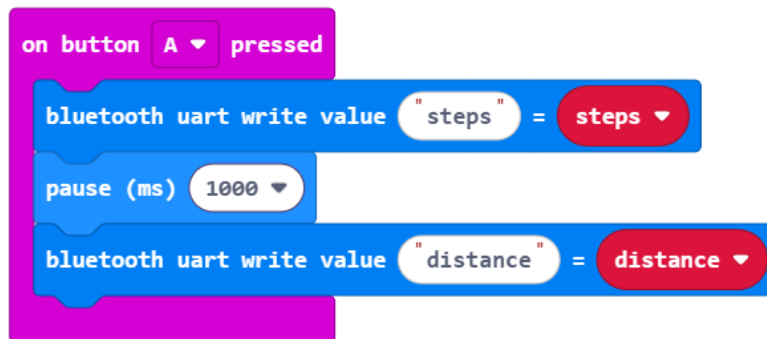 on button A pressed
bluetooth uart write value "steps" = steps
pause (ms) 1000
bluetooth uart write value "distance" = distance